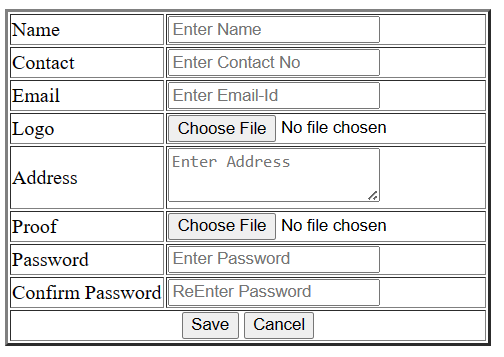 Name Enter Name
Contact Enter Contact No
Email Enter Email-Id
Logo Choose File No file chosen
Address Enter Address
Proof Choose File No file chosen
Password Enter Password
Confirm Password ReEnter Password
Save Cancel